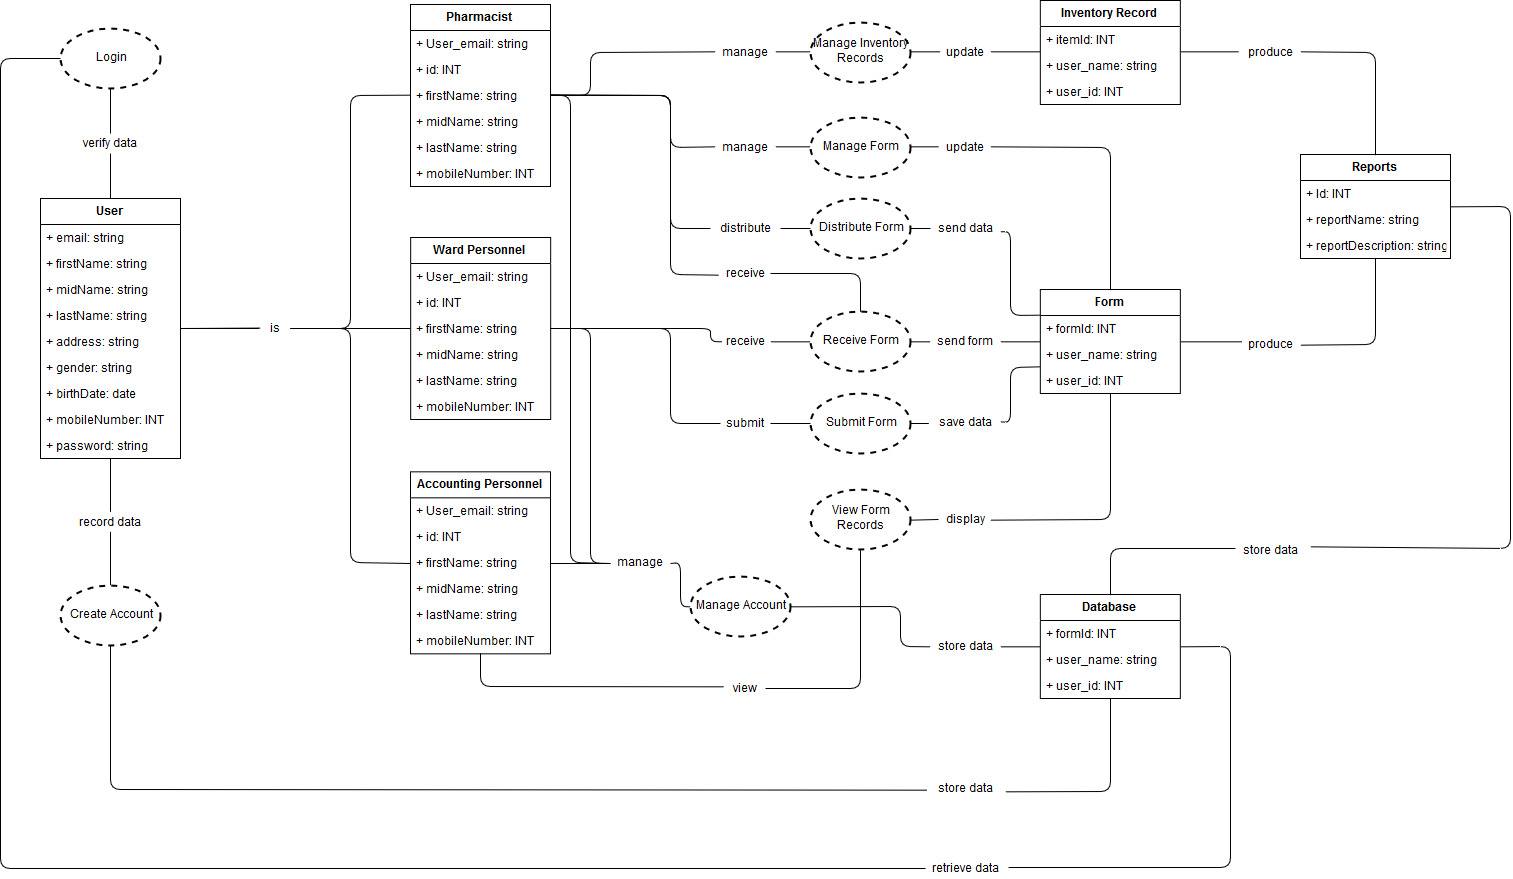 Login
verify data
User
+ email: string
+ firstName: string
+ midName: string
+ lastName: string
+ address: string
+ gender: string
+ birthDate: date
+ mobileNumber: INT
+ password: string
record data
Create Account
is
Pharmacist
+ User_email: string
+ id: INT
+ firstName: string
+ midName: string
+ lastName: string
+ mobileNumber: INT
Ward Personnel
+ User_email: string
+ id: INT
+ firstName: string
+ midName: string
+ lastName: string
+ mobileNumber: INT
Accounting Personnel
+ User_email: string
+ id: INT
+ firstName: string
+ midName: string
+ lastName: string
+ mobileNumber: INT
manage
Manage Inventory
Records
update
manage
Manage Form
update
distribute
Distribute Form
send data
receive
receive
Receive Form
send form
submit
Submit Form
save data
View Form
Records
display
manage
Manage Account
store data
view
Inventory Record
+ itemId: INT
+ user_name: string
+ user_id: INT
produce
Reports
+ Id: INT
+ reportName: string
+ reportDescription: string
Form
+ formId: INT
+ user_name: string
+ user_id: INT
produce
store data
Database
+ formId: INT
+ user_name: string
+ user_id: INT
store data
retrieve data